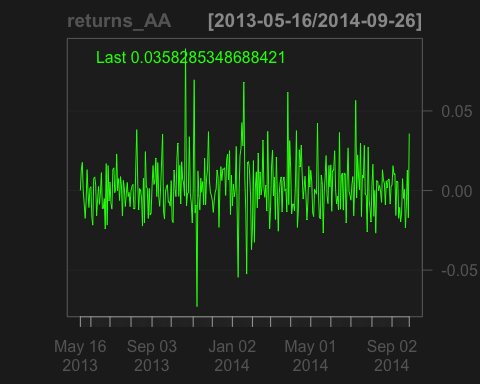 returns_AA [2013-05-16/2014-09-26]
Last 0.0358285348688421
0.05
0.00
-0.05
May 16 Sep 03 Jan 02 May 01 Sep 02
2013 2013 2014 2014 2014